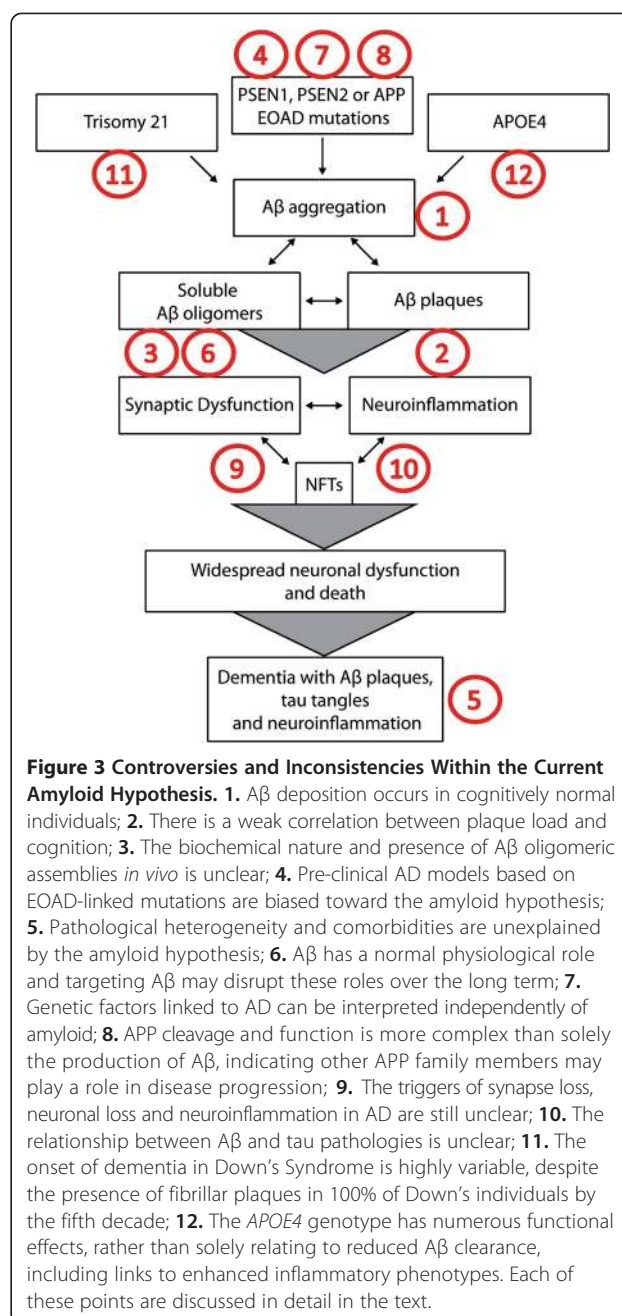 4 7 8
PSEN1, PSEN2 or APP
EOAD mutations
Trisomy 21
APOE4
11
12
Aβ aggregation
1
Soluble
Aβ oligomers
Aβ plaques
3 6
2
Synaptic Dysfunction
Neuroinflammation
9
10
NFTs
Widespread neuronal dysfunction
and death
Dementia with Aβ plaques,
tau tangles
and neuroinflammation
5
Figure 3 Controversies and Inconsistencies Within the Current
Amyloid Hypothesis. 1. Aβ deposition occurs in cognitively normal
individuals; 2. There is a weak correlation between plaque load and
cognition; 3. The biochemical nature and presence of Aβ oligomeric
assemblies in vivo is unclear; 4. Pre-clinical AD models based on
EOAD-linked mutations are biased toward the amyloid hypothesis;
5. Pathological heterogeneity and comorbidities are unexplained
by the amyloid hypothesis; 6. Aβ has a normal physiological role
and targeting Aβ may disrupt these roles over the long term; 7.
Genetic factors linked to AD can be interpreted independently of
amyloid; 8. APP cleavage and function is more complex than solely
the production of Aβ, indicating other APP family members may
play a role in disease progression; 9. The triggers of synapse loss,
neuronal loss and neuroinflammation in AD are still unclear; 10. The
relationship between Aβ and tau pathologies is unclear; 11. The
onset of dementia in Down's Syndrome is highly variable, despite
the presence of fibrillar plaques in 100% of Down's individuals by
the fifth decade; 12. The APOE4 genotype has numerous functional
effects, rather than solely relating to reduced Aβ clearance,
including links to enhanced inflammatory phenotypes. Each of
these points are discussed in detail in the text.